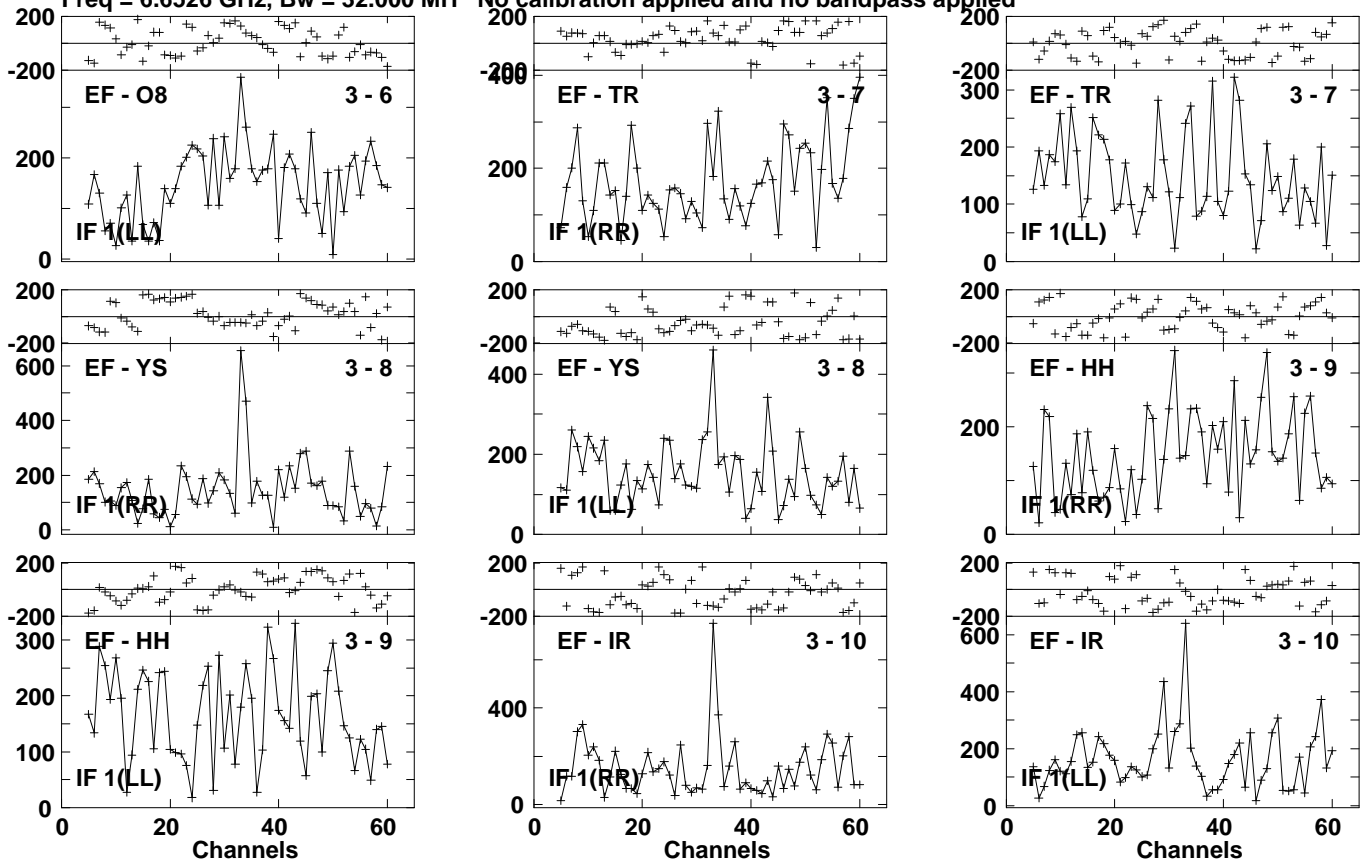 Freq = 6.6526 GHz, Bw = 32.000 MH No calibration applied and no bandpass applied
200
-200
EF - O8 3 - 6
200
0
IF 1(LL)
200
-200
400
EF - TR 3 - 7
200
0
IF 1(RR)
200
-200
300
EF - TR 3 - 7
200
100
0
IF 1(LL)
200
-200
600
EF - YS 3 - 8
400
200
0
IF 1(RR)
200
-200
400
EF - YS 3 - 8
200
0
IF 1(LL)
200
-200
EF - HH 3 - 9
200
0
IF 1(RR)
200
-200
300
EF - HH 3 - 9
200
100
0
IF 1(LL)
0 20 40 60
Channels
200
-200
EF - IR 3 - 10
400
0
IF 1(RR)
0 20 40 60
Channels
200
-200
600
EF - IR 3 - 10
400
200
0
IF 1(LL)
0 20 40 60
Channels